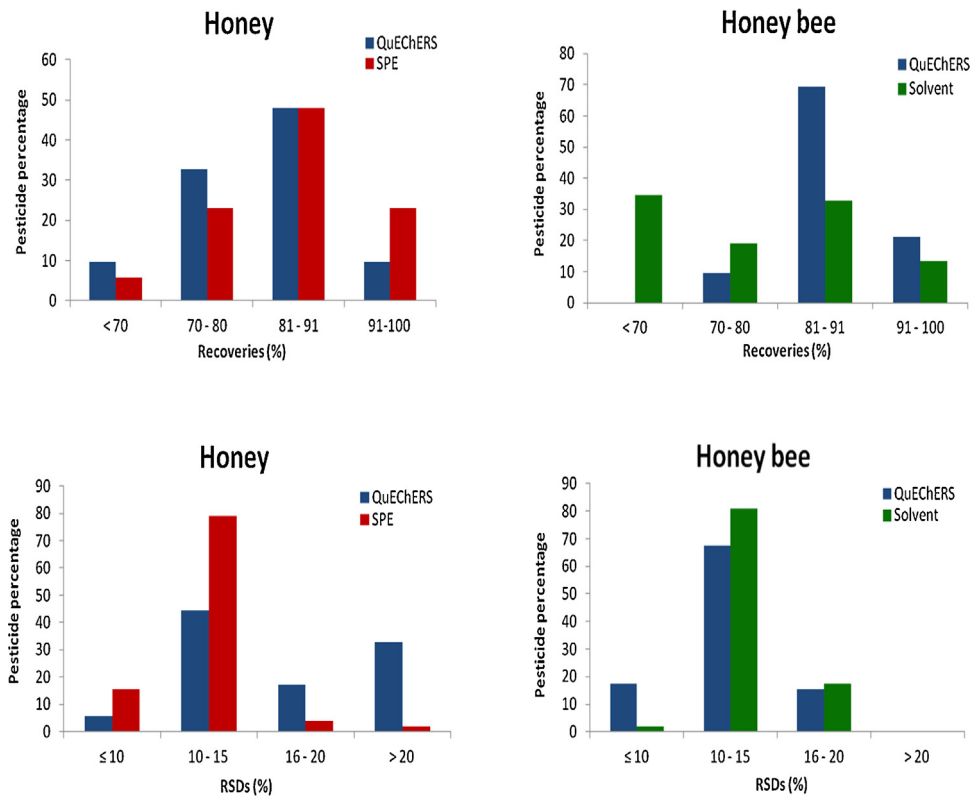 Honey
QuEChERS
SPE
Pesticide percentage
60
50
40
30
20
10
0
< 70
70 - 80
81 - 91
91-100
Recoveries (%)
Honey bee
QuEChERS
Solvent
Pesticide percentage
80
70
60
50
40
30
20
10
0
< 70
70 - 80
81 - 91
91 - 100
Recoveries (%)
Honey
QuEChERS
SPE
Pesticide percentage
90
80
70
60
50
40
30
20
10
0
≤ 10
10 - 15
16 - 20
> 20
RSDs (%)
Honey bee
QuEChERS
Solvent
Pesticide percentage
90
80
70
60
50
40
30
20
10
0
≤ 10
10 - 15
16 - 20
> 20
RSDs (%)